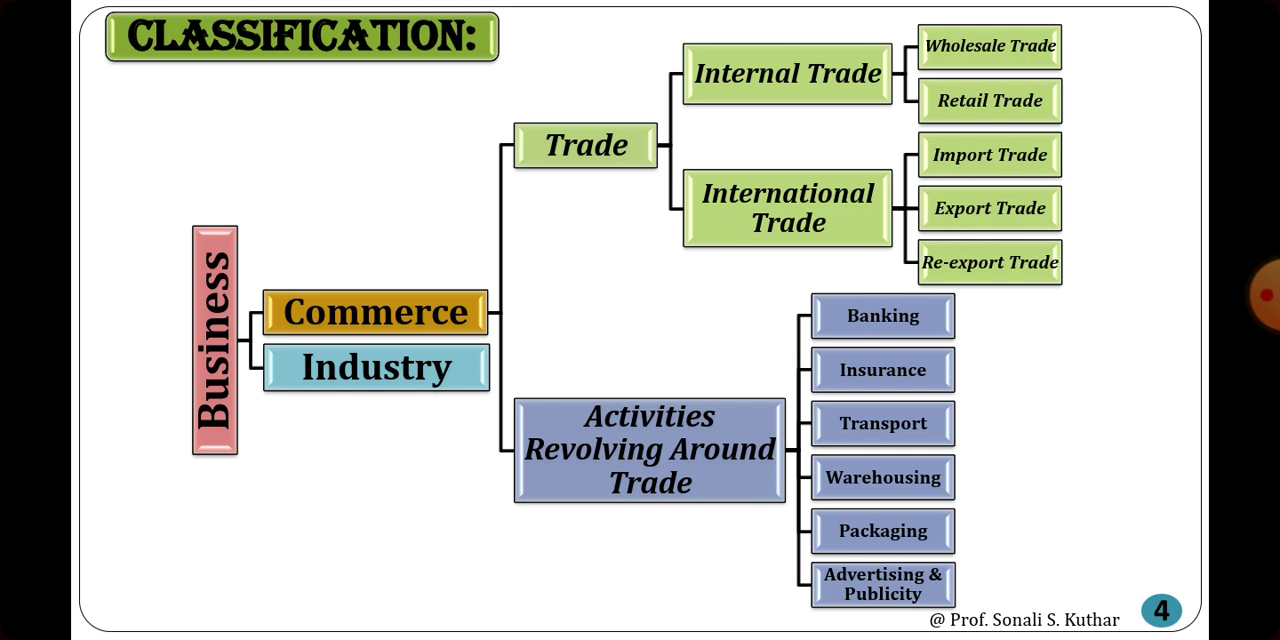 CLASSIFICATION:
Business
Commerce
Industry
Trade
Internal Trade
Wholesale Trade
Retail Trade
International
Trade
Import Trade
Export Trade
Re-export Trade
Activities
Revolving Around
Trade
Banking
Insurance
Transport
Warehousing
Packaging
Advertising &
Publicity
@ Prof. Sonali S. Kuthar
4